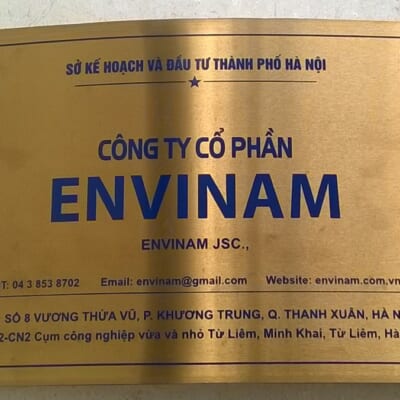 SỞ KẾ HOẠCH VÀ ĐẦU TƯ THÀNH PHỐ HÀ NỘI
CÔNG TY CỔ PHẦN
ENVINAM
ENVINAM JSC.,
T: 04 3 853 8702 Email: envinam@gmail.com Website: envinam.com.vn
SỐ 8 VƯƠNG THỪA VŨ, P. KHƯƠNG TRUNG, Q. THANH XUÂN, HÀ N
2-CN2 Cụm công nghiệp vừa và nhỏ Từ Liêm, Minh Khai, Từ Liêm, Hà